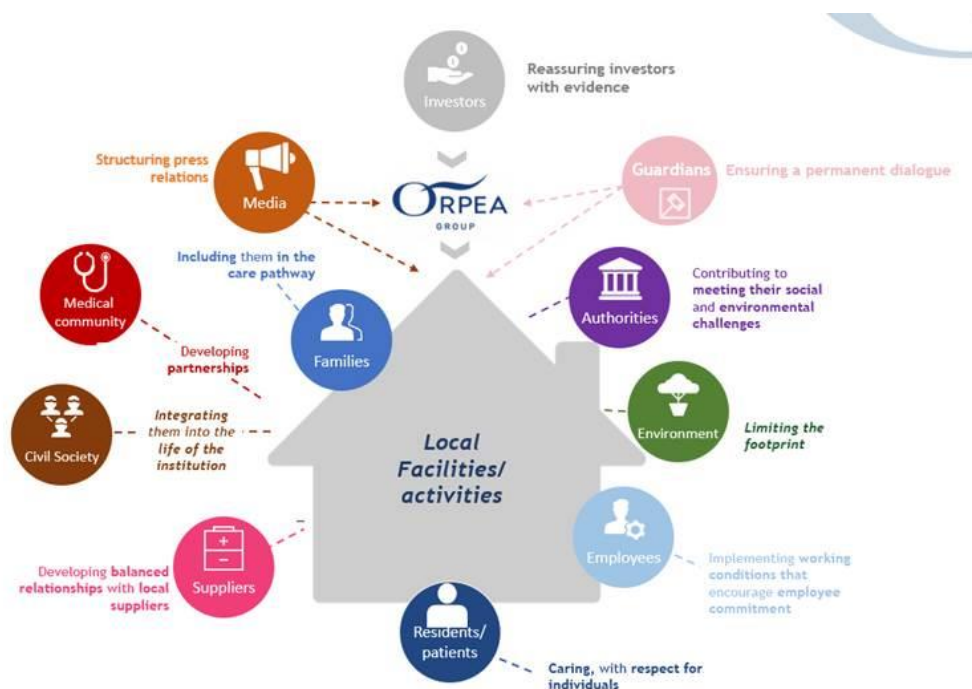 Investors
Reassuring investors
with evidence
Structuring press
relations
Media
ORPEA
GROUP
Guardians
Ensuring a permanent dialogue
Including them in the
care pathway
Families
Medical
community
Developing
partnerships
Authorities
Contributing to
meeting their social
and environmental
challenges
Civil Society
Integrating
them into the
life of the
institution
Local
Facilities/
activities
Environment
Limiting the
footprint
Suppliers
Developing balanced
relationships with local
suppliers
Employees
Implementing working
conditions that
encourage employee
commitment
Residents/
patients
Caring, with respect for
individuals